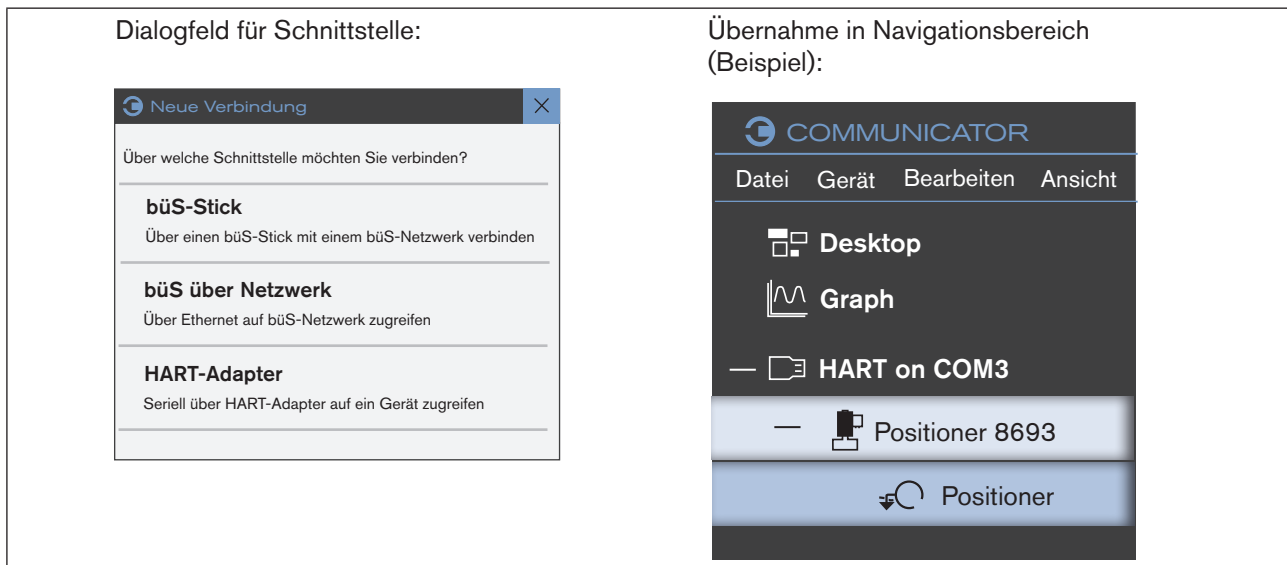 Dialogfeld für Schnittstelle:
Neue Verbindung
Über welche Schnittstelle möchten Sie verbinden?
büS-Stick
Über einen büS-Stick mit einem büS-Netzwerk verbinden
büS über Netzwerk
Über Ethernet auf büS-Netzwerk zugreifen
HART-Adapter
Seriell über HART-Adapter auf ein Gerät zugreifen
Übernahme in Navigationsbereich
(Beispiel):
COMMUNICATOR
Datei Gerät Bearbeiten Ansicht
Desktop
Graph
HART on COM3
Positioner 8693
Positioner